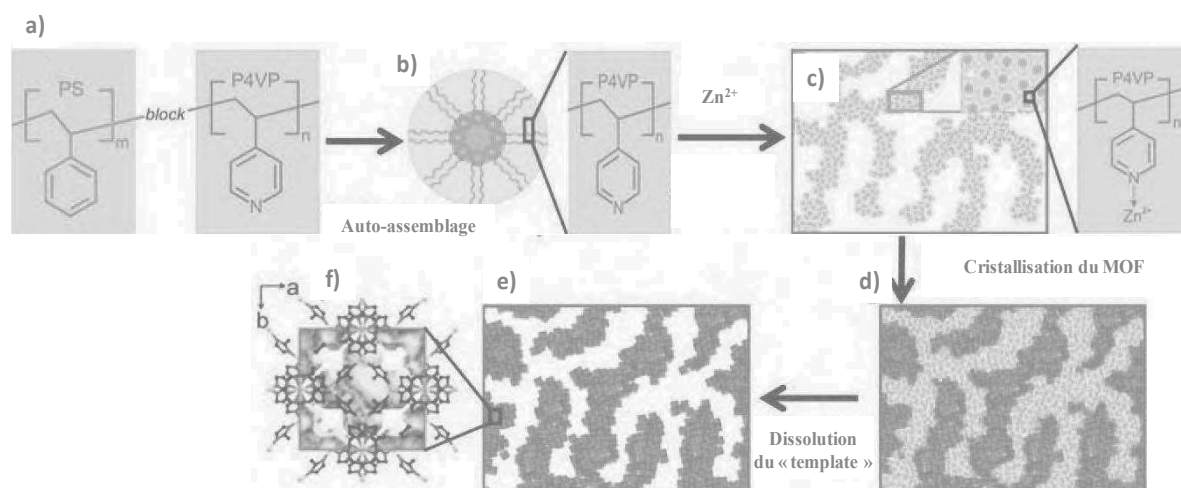 a)
PS
m
block
P4VP
n
N
Auto-assemblage
b)
P4VP
n
N
Zn²⁺
c)
P4VP
n
N
Zn²⁺
Cristallisation du MOF
d)
Dissolution
du « template »
e)
f)
a
b